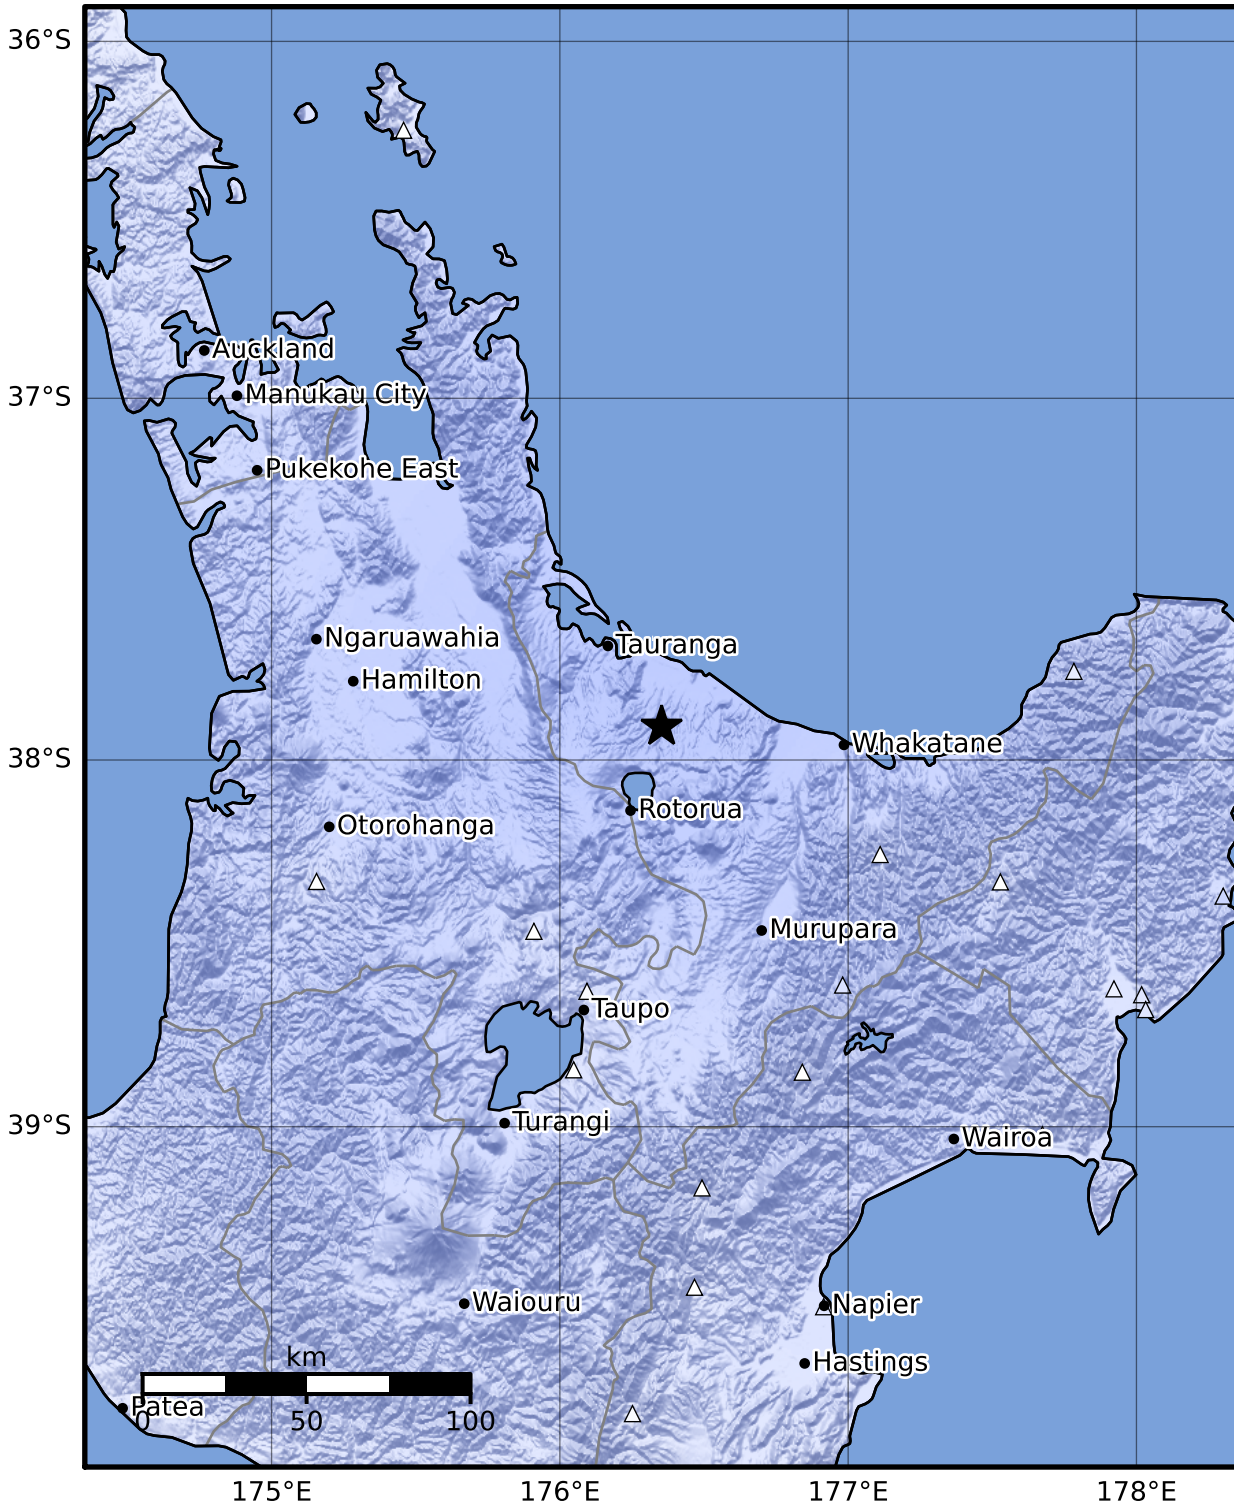 36°S
Auckland
37°S
Manukau City
Pukekohe East
Ngaruawahia
Tauranga
Hamilton
Whakatane
38°S
Rotorua
Otorohanga
Murupara
Taupo
39°S
Turangi
Wairoa
Waiouru
Napier
km
Hastings
Patea
0 50 100
175°E 176°E 177°E 178°E